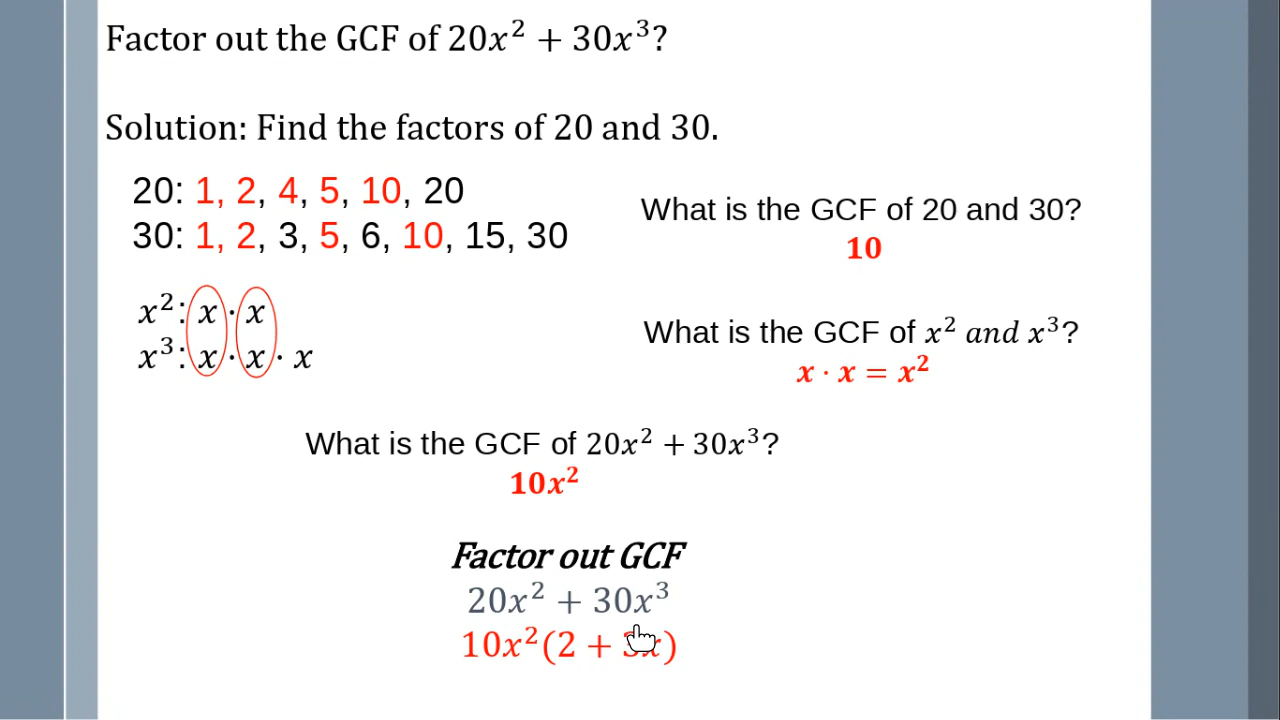 Factor out the GCF of 20x² + 30x³?
Solution: Find the factors of 20 and 30.
20: 1, 2, 4, 5, 10, 20
30: 1, 2, 3, 5, 6, 10, 15, 30
What is the GCF of 20 and 30?
10
x²: x · x
x³: x · x · x
What is the GCF of x² and x³?
x · x = x²
What is the GCF of 20x² + 30x³?
10x²
Factor out GCF
20x² + 30x³
10x²(2 + 3x)